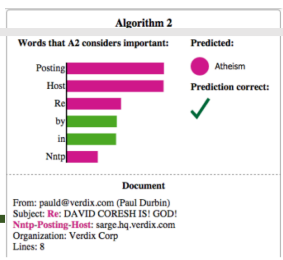 Algorithm 2
Words that A2 considers important: Predicted:
Posting
Atheism
Host
Prediction correct:
Re
by
in
Nntp
Document
From: pauld@verdix.com (Paul Durbin)
Subject: Re: DAVID CORESH IS! GOD!
Nntp-Posting-Host: sarge.hq.verdix.com
Organization: Verdix Corp
Lines: 8